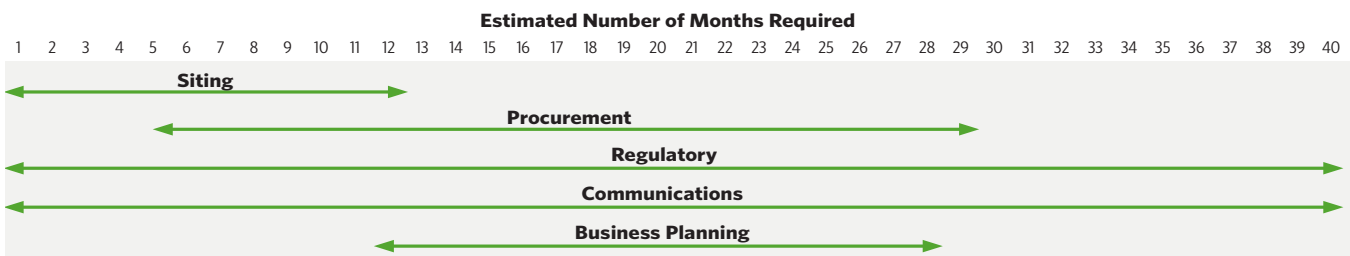 Estimated Number of Months Required
1 2 3 4 5 6 7 8 9 10 11 12 13 14 15 16 17 18 19 20 21 22 23 24 25 26 27 28 29 30 31 32 33 34 35 36 37 38 39 40
Siting
Procurement
Regulatory
Communications
Business Planning